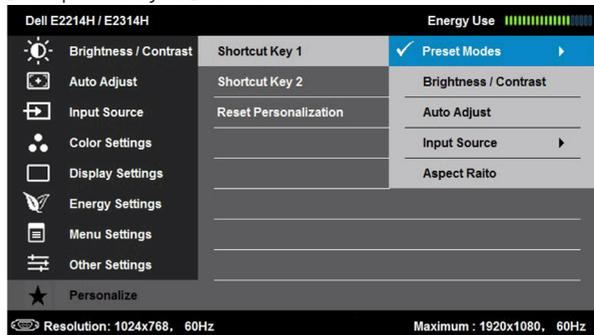 Dell E2214H / E2314H
Energy Use
Brightness / Contrast
Shortcut Key 1
Preset Modes
Auto Adjust
Shortcut Key 2
Brightness / Contrast
Input Source
Reset Personalization
Auto Adjust
Color Settings
Input Source
Display Settings
Aspect Raito
Energy Settings
Menu Settings
Other Settings
Personalize
Resolution: 1024x768, 60Hz
Maximum : 1920x1080, 60Hz